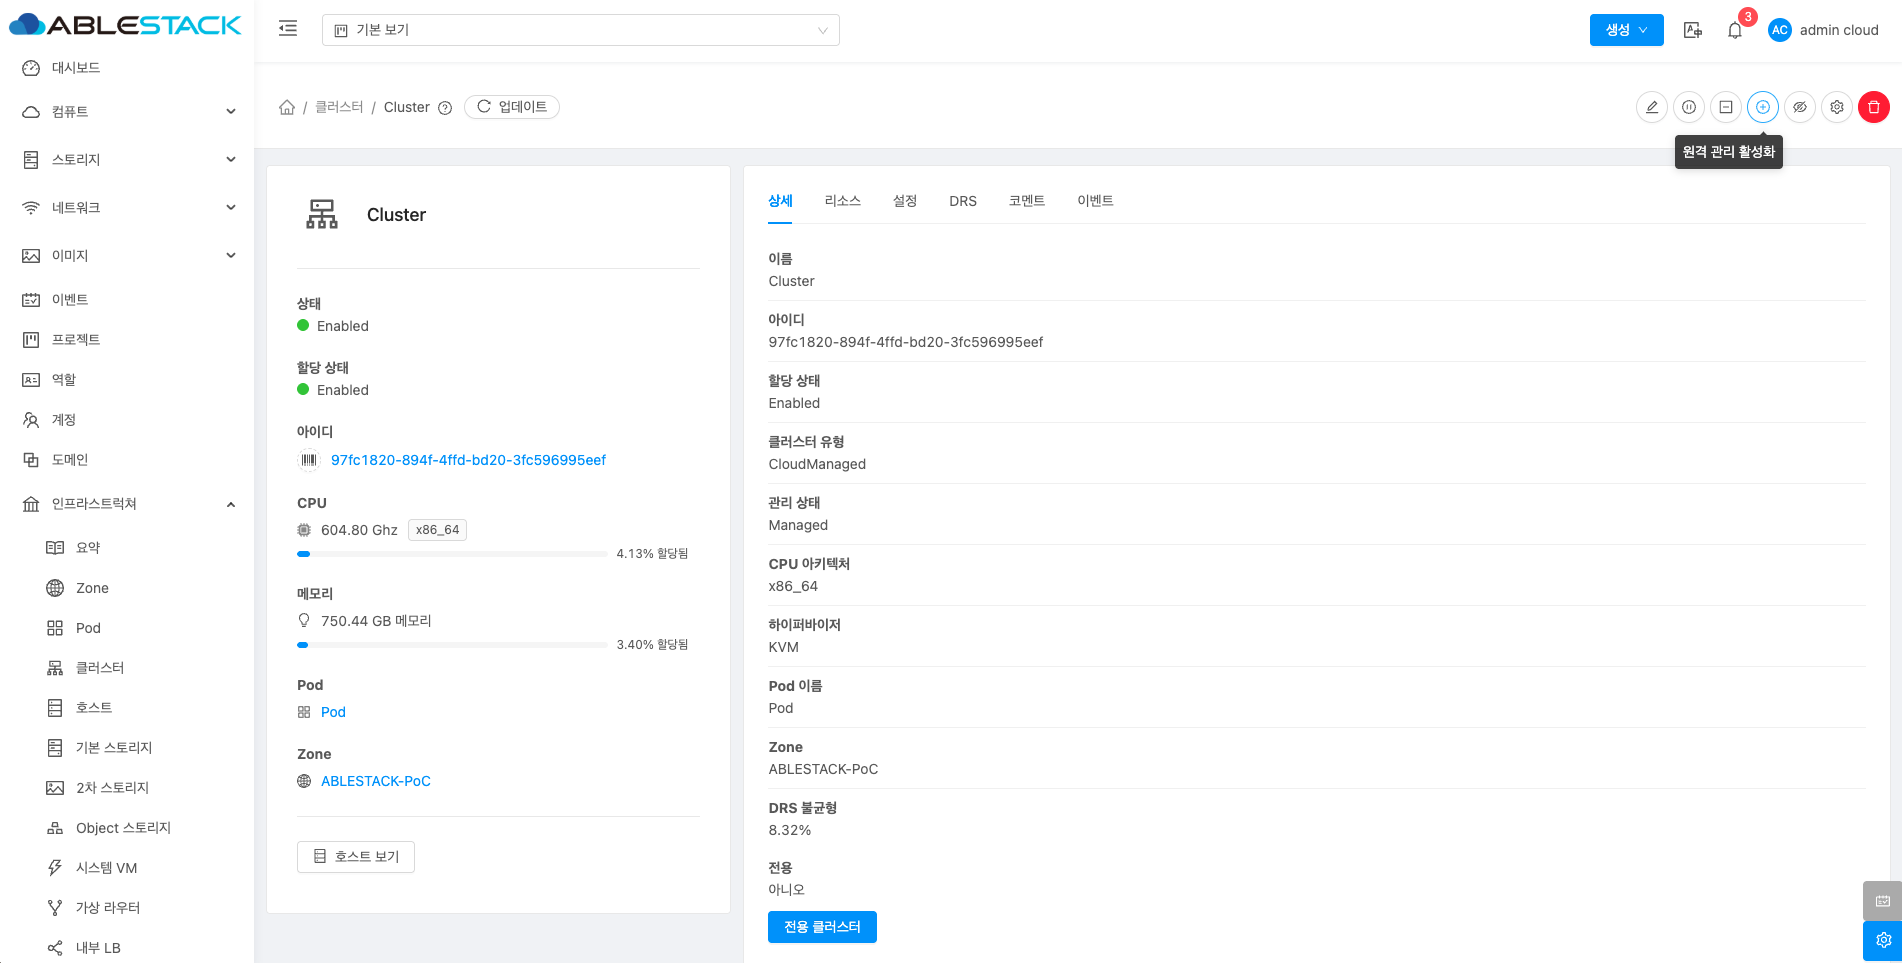 ABLESTACK
기본 보기
생성
3
AC
admin cloud
대시보드
컴퓨트
스토리지
네트워크
이미지
이벤트
프로젝트
역할
계정
도메인
인프라스트럭쳐
요약
Zone
Pod
클러스터
호스트
기본 스토리지
2차 스토리지
Object 스토리지
시스템 VM
가상 라우터
내부 LB
/ 클러스터 / Cluster
업데이트
원격 관리 활성화
Cluster
상태
Enabled
할당 상태
Enabled
아이디
97fc1820-894f-4ffd-bd20-3fc596995eef
CPU
604.80 Ghz x86_64
4.13% 할당됨
메모리
750.44 GB 메모리
3.40% 할당됨
Pod
Pod
Zone
ABLESTACK-PoC
호스트 보기
상세 리소스 설정 DRS 코멘트 이벤트
이름
Cluster
아이디
97fc1820-894f-4ffd-bd20-3fc596995eef
할당 상태
Enabled
클러스터 유형
CloudManaged
관리 상태
Managed
CPU 아키텍처
x86_64
하이퍼바이저
KVM
Pod 이름
Pod
Zone
ABLESTACK-PoC
DRS 불균형
8.32%
전용
아니오
전용 클러스터